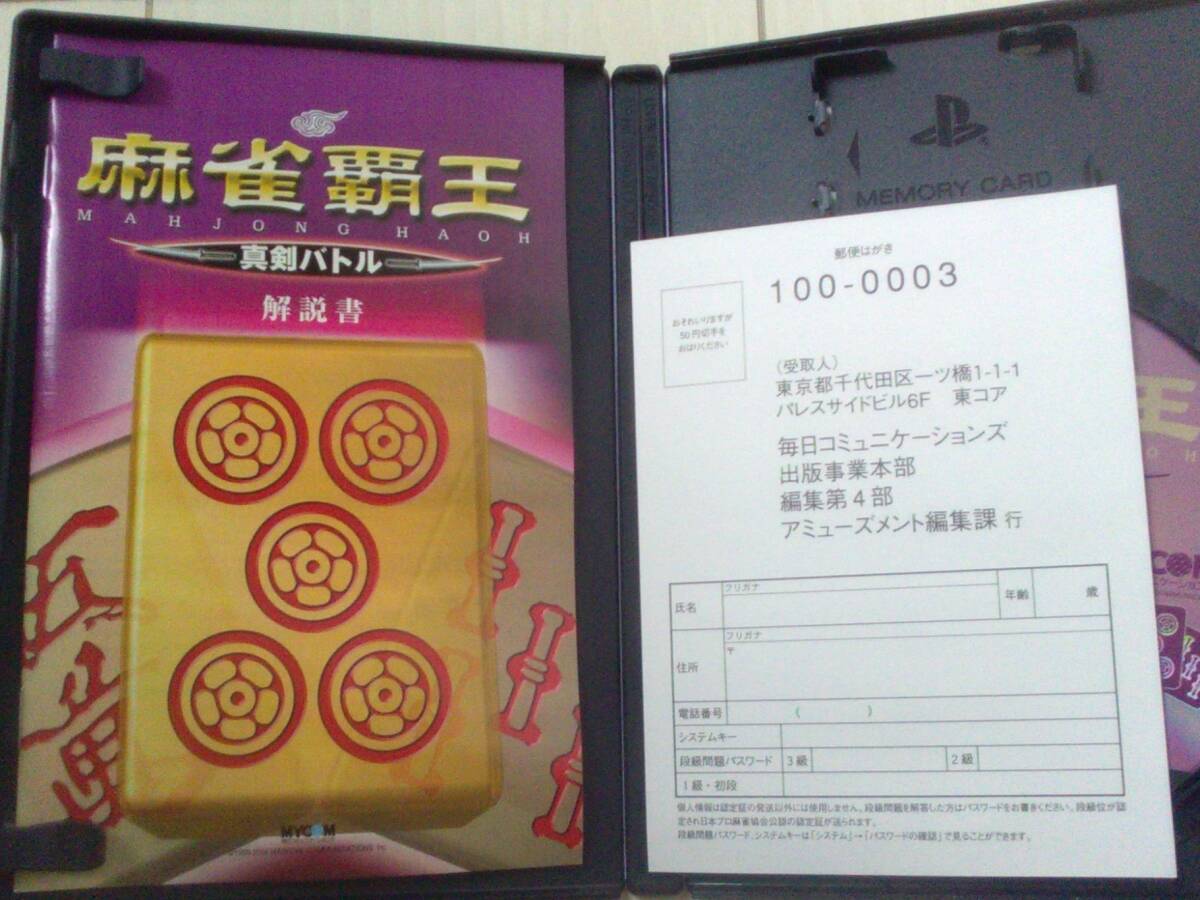 麻雀覇王
MAHJONG HAOH
真剣バトル
解説書
MYCOM
MEMORY CARD
郵便はがき
100-0003
おそれいりますが
50円切手を
おはりください
(受取人)
東京都千代田区一ツ橋1-1-1
パレスサイドビル6F 東コア
毎日コミュニケーションズ
出版事業本部
編集第4部
アミューズメント編集課 行
フリガナ
氏名
年齢
歳
フリガナ
〒
住所
電話番号 ( )
システムキー
段級問題パスワード 3級 2級
1級・初段
個人情報は認定証の発送以外には使用しません。段級問題を解答した方はパスワードをお書きください。段級位が認
定され日本プロ麻雀協会公認の認定証が送られます。
段級問題パスワード、システムキーは「システム」→「パスワードの確認」で見ることができます。
王